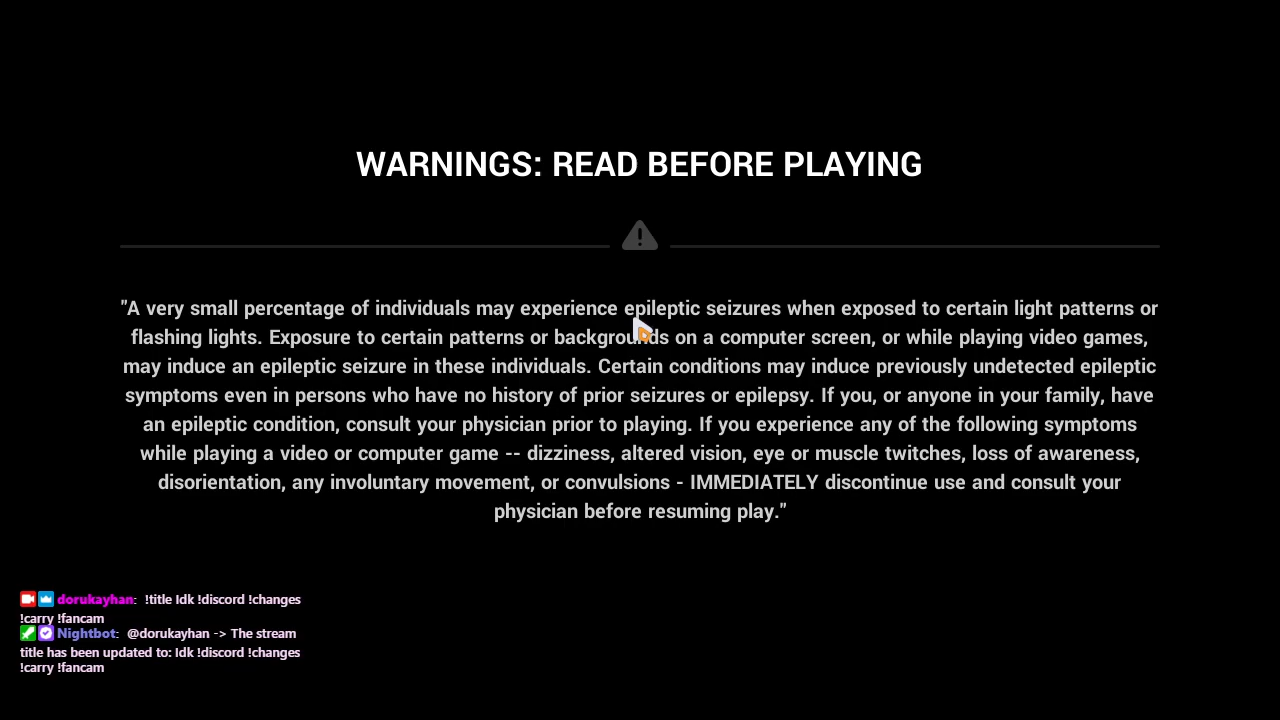 WARNINGS: READ BEFORE PLAYING
"A very small percentage of individuals may experience epileptic seizures when exposed to certain light patterns or
flashing lights. Exposure to certain patterns or backgrounds on a computer screen, or while playing video games,
may induce an epileptic seizure in these individuals. Certain conditions may induce previously undetected epileptic
symptoms even in persons who have no history of prior seizures or epilepsy. If you, or anyone in your family, have
an epileptic condition, consult your physician prior to playing. If you experience any of the following symptoms
while playing a video or computer game -- dizziness, altered vision, eye or muscle twitches, loss of awareness,
disorientation, any involuntary movement, or convulsions - IMMEDIATELY discontinue use and consult your
physician before resuming play."
dorukayhan: !title Idk !discord !changes
!carry !fancam
Nightbot: @dorukayhan -> The stream
title has been updated to: Idk !discord !changes
!carry !fancam